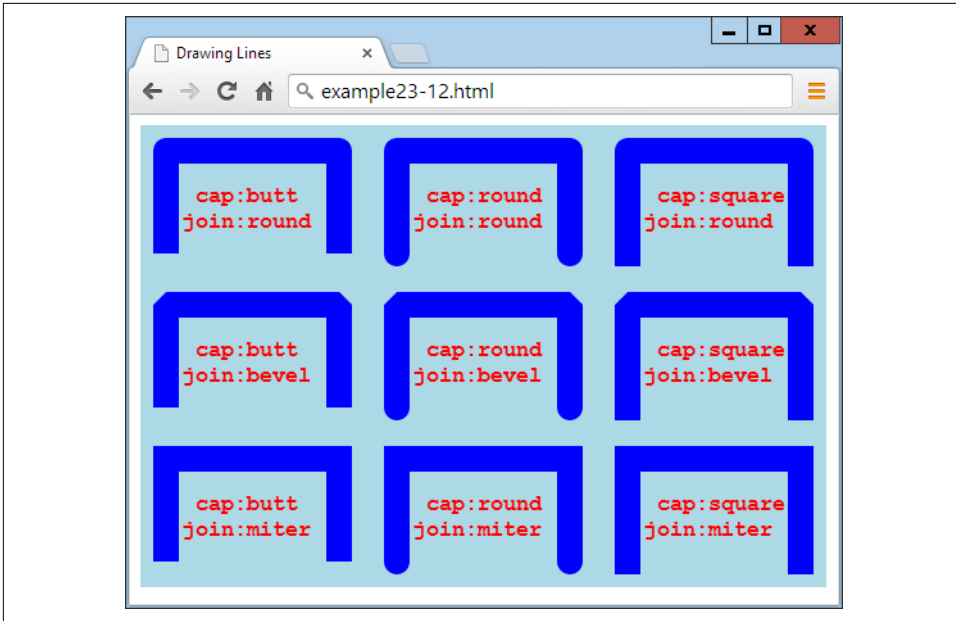 Drawing Lines
example23-12.html
cap:butt
join:round
cap:round
join:round
cap:square
join:round
cap:butt
join:bevel
cap:round
join:bevel
cap:square
join:bevel
cap:butt
join:miter
cap:round
join:miter
cap:square
join:miter